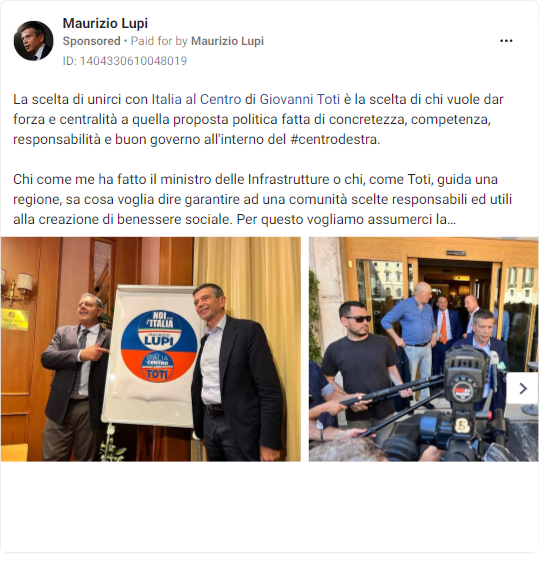 Maurizio Lupi
Sponsored • Paid for by Maurizio Lupi
ID: 1404330610048019
La scelta di unirci con Italia al Centro di Giovanni Toti è la scelta di chi vuole dar
forza e centralità a quella proposta politica fatta di concretezza, competenza,
responsabilità e buon governo all'interno del #centrodestra.
Chi come me ha fatto il ministro delle Infrastrutture o chi, come Toti, guida una
regione, sa cosa voglia dire garantire ad una comunità scelte responsabili ed utili
alla creazione di benessere sociale. Per questo vogliamo assumerci la...
NOI CON
L'ITALIA
MAURIZIO
LUPI
ITALIA
CENTRO
CON
TOTI